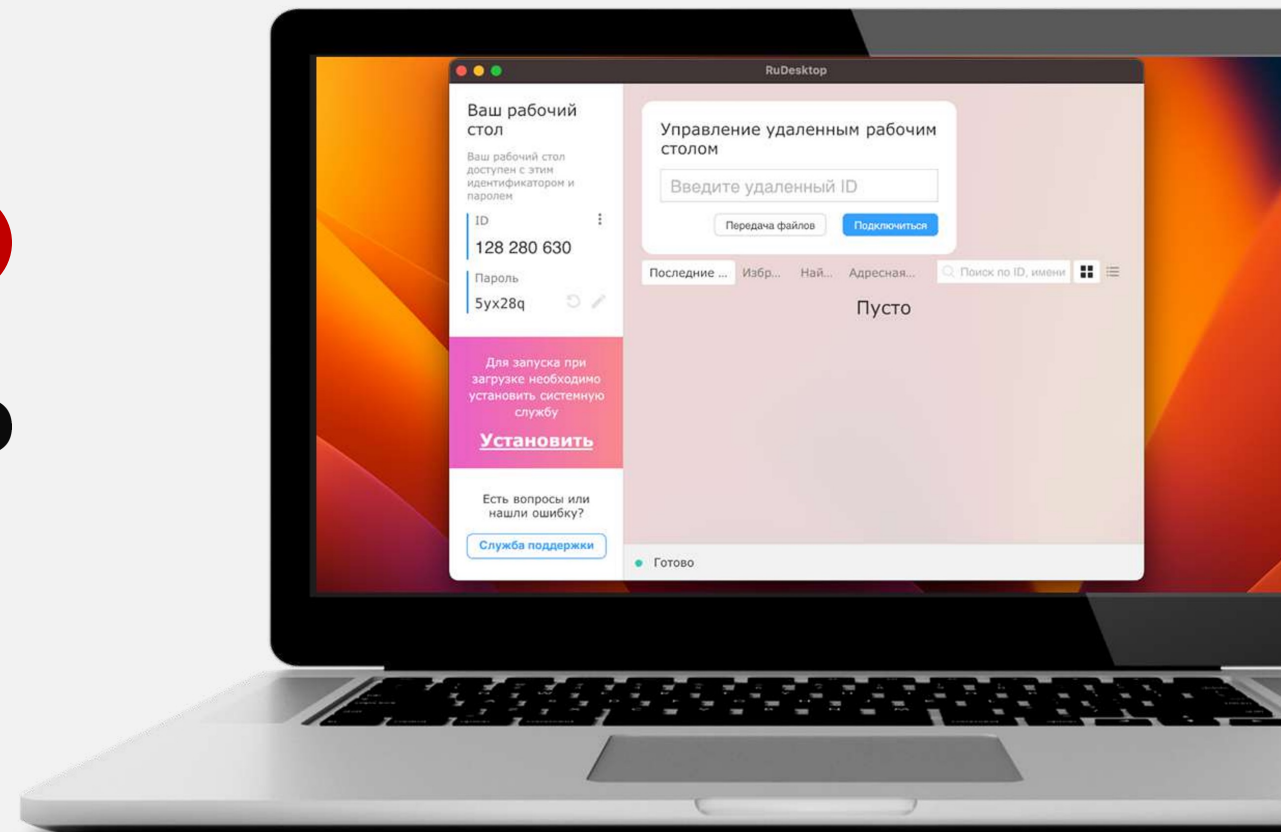 RuDesktop
Ваш рабочий
стол
Ваш рабочий стол
доступен с этим
идентификатором и
паролем
ID
128 280 630
Пароль
5yx28q
Для запуска при
загрузке необходимо
установить системную
службу
Установить
Есть вопросы или
нашли ошибку?
Служба поддержки
Управление удаленным рабочим
столом
Введите удаленный ID
Передача файлов
Подключиться
Последние ...
Избр...
Най...
Адресная...
Поиск по ID, имени
Пусто
Готово